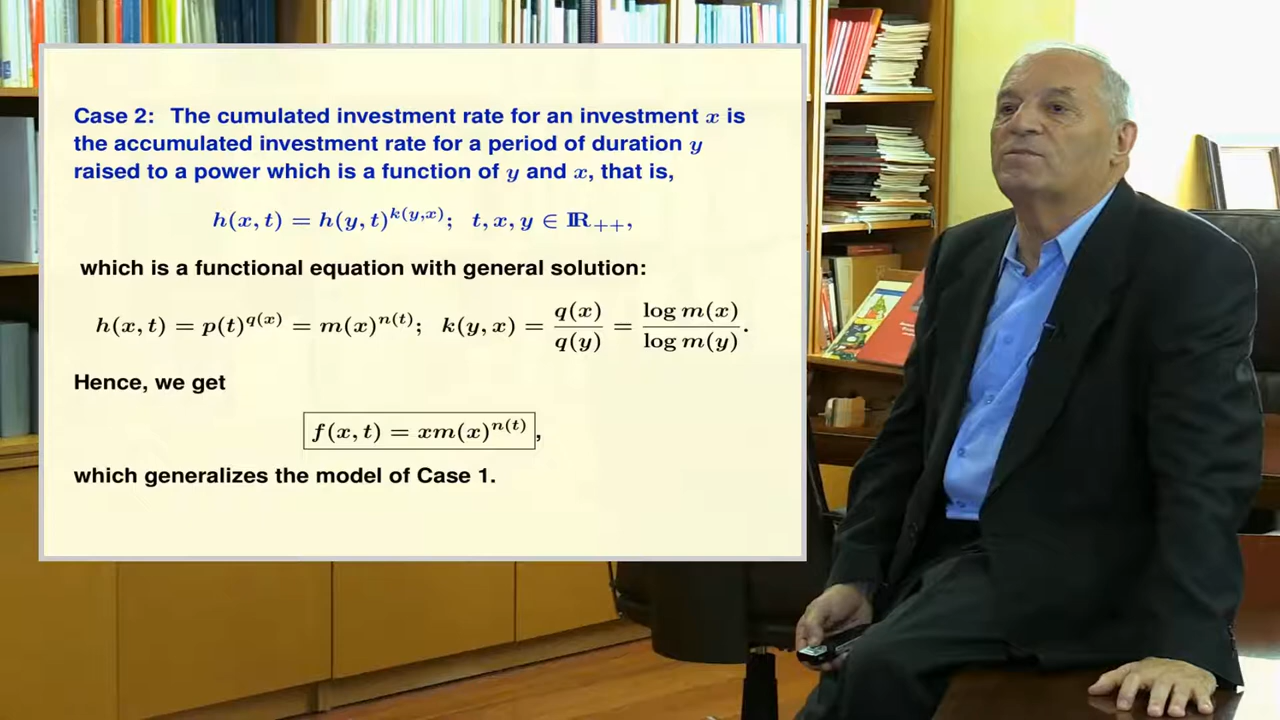 Case 2: The cumulated investment rate for an investment x is
the accumulated investment rate for a period of duration y
raised to a power which is a function of y and x, that is,
h(x, t) = h(y, t)^{k(y,x)}; t, x, y ∈ ℝ₊₊,
which is a functional equation with general solution:
h(x, t) = p(t)^{q(x)} = m(x)^{n(t)}; k(y, x) = q(x)/q(y) = log m(x)/log m(y).
Hence, we get
f(x, t) = xm(x)^{n(t)},
which generalizes the model of Case 1.